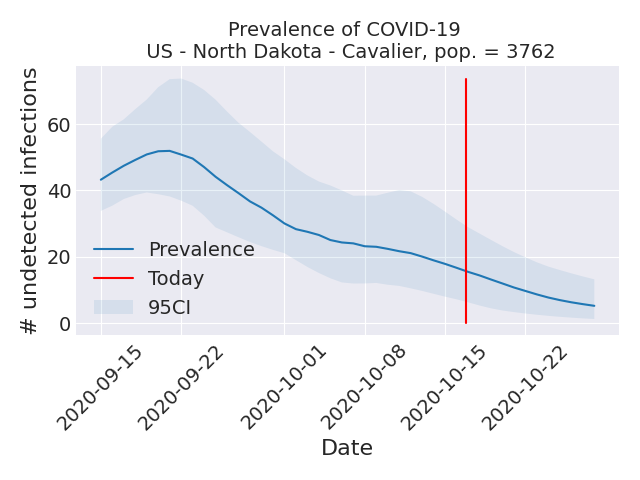 Prevalence of COVID-19
US - North Dakota - Cavalier, pop. = 3762
# undetected infections
60
40
20
0
Prevalence
Today
95CI
2020-09-15
2020-09-22
2020-10-01
2020-10-08
2020-10-15
2020-10-22
Date